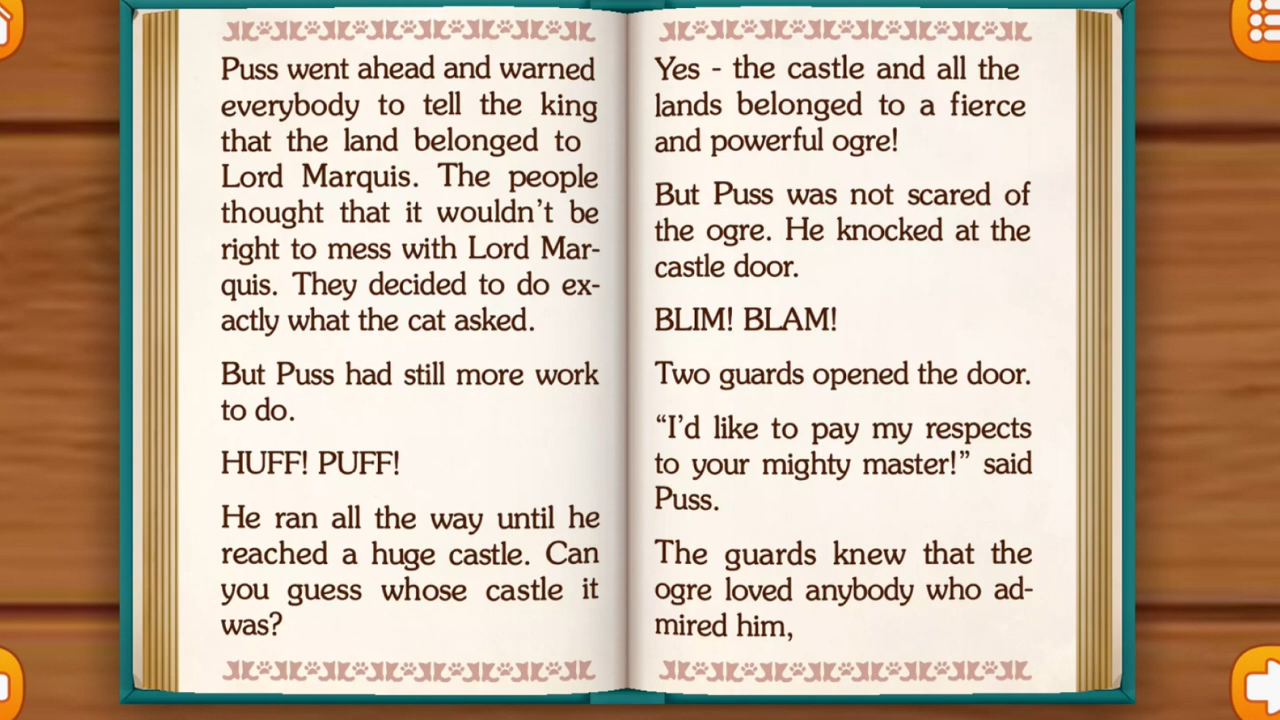 Puss went ahead and warned
everybody to tell the king
that the land belonged to
Lord Marquis. The people
thought that it wouldn't be
right to mess with Lord Mar-
quis. They decided to do ex-
actly what the cat asked.
But Puss had still more work
to do.
HUFF! PUFF!
He ran all the way until he
reached a huge castle. Can
you guess whose castle it
was?
Yes - the castle and all the
lands belonged to a fierce
and powerful ogre!
But Puss was not scared of
the ogre. He knocked at the
castle door.
BLIM! BLAM!
Two guards opened the door.
“I'd like to pay my respects
to your mighty master!” said
Puss.
The guards knew that the
ogre loved anybody who ad-
mired him,